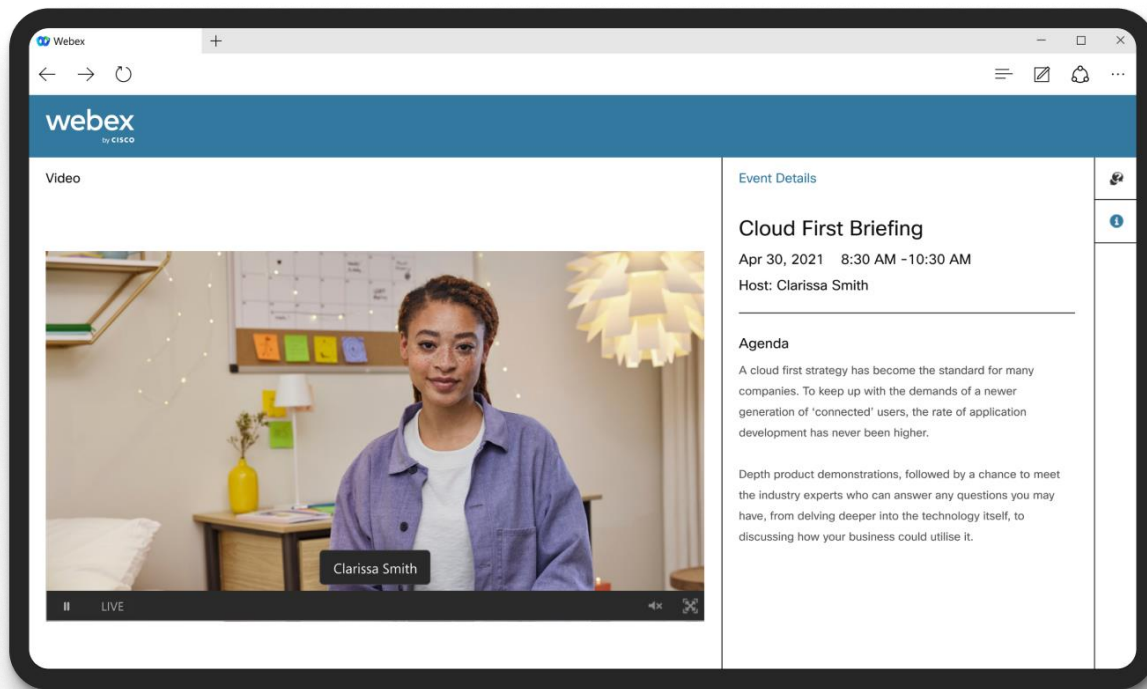 Webex
webex
by CISCO
Video
Event Details
Cloud First Briefing
Apr 30, 2021 8:30 AM -10:30 AM
Host: Clarissa Smith
Agenda
A cloud first strategy has become the standard for many
companies. To keep up with the demands of a newer
generation of ‘connected’ users, the rate of application
development has never been higher.
Depth product demonstrations, followed by a chance to meet
the industry experts who can answer any questions you may
have, from delving deeper into the technology itself, to
discussing how your business could utilise it.
Clarissa Smith
LIVE